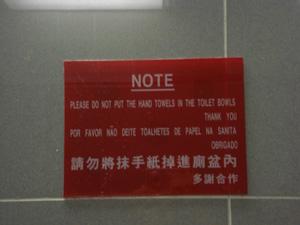 NOTE
PLEASE DO NOT PUT THE HAND TOWELS IN THE TOILET BOWLS
THANK YOU
POR FAVOR NÃO DEITE TOALHETES DE PAPEL NA SANITA
OBRIGADO
請勿將抹手紙掉進廁盆內
多謝合作